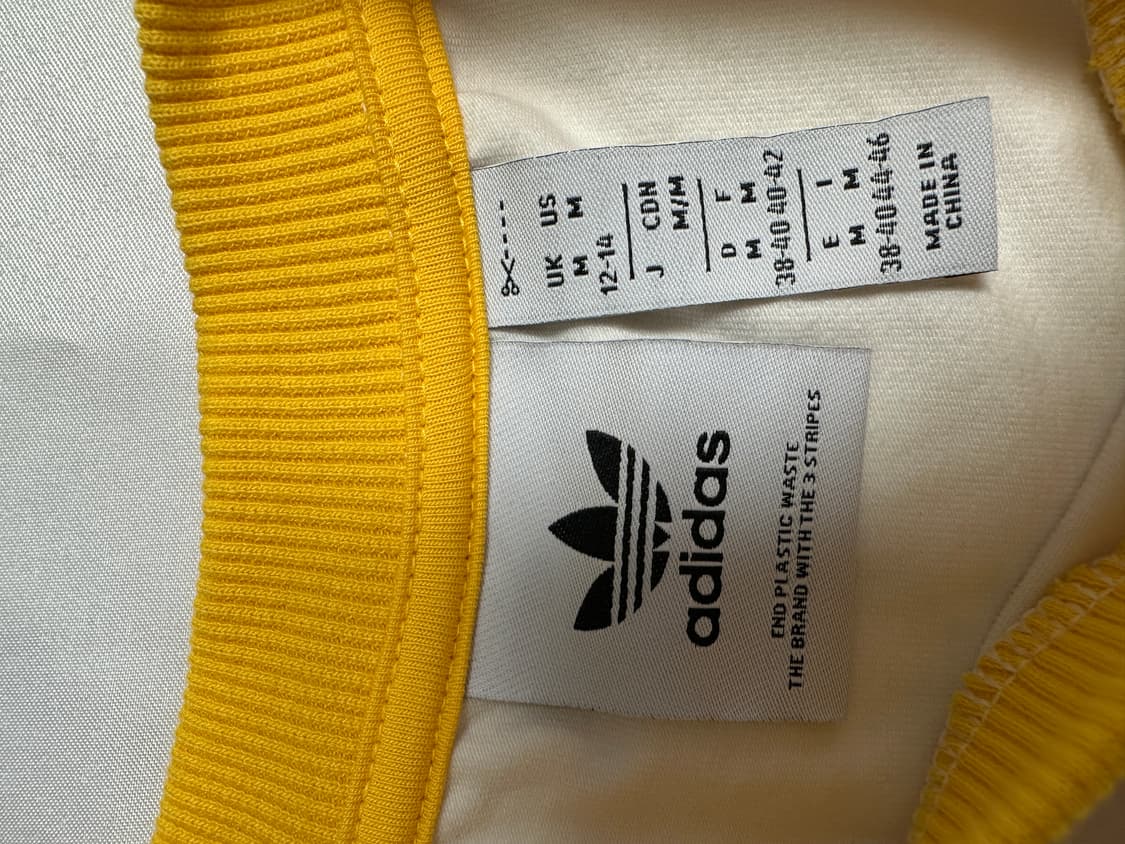 adidas
END PLASTIC WASTE
THE BRAND WITH THE 3 STRIPES
UK US
M M
12-14
J CDN
M/M
D F
M M
38-40 40-42
E I
M M
38-40 44-46
MADE IN
CHINA